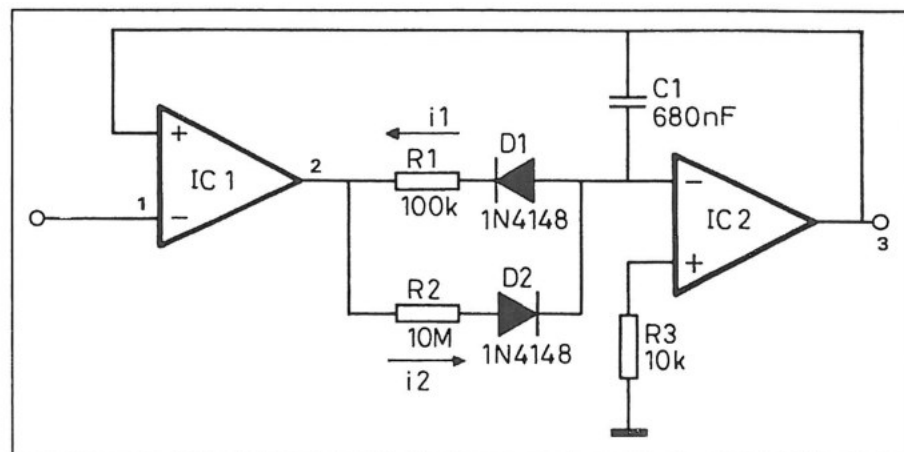 C1
680nF
i1
D1
R1
100k
1N4148
+
IC 1
−
1
2
−
IC 2
+
3
R2
10M
D2
1N4148
i2
R3
10k